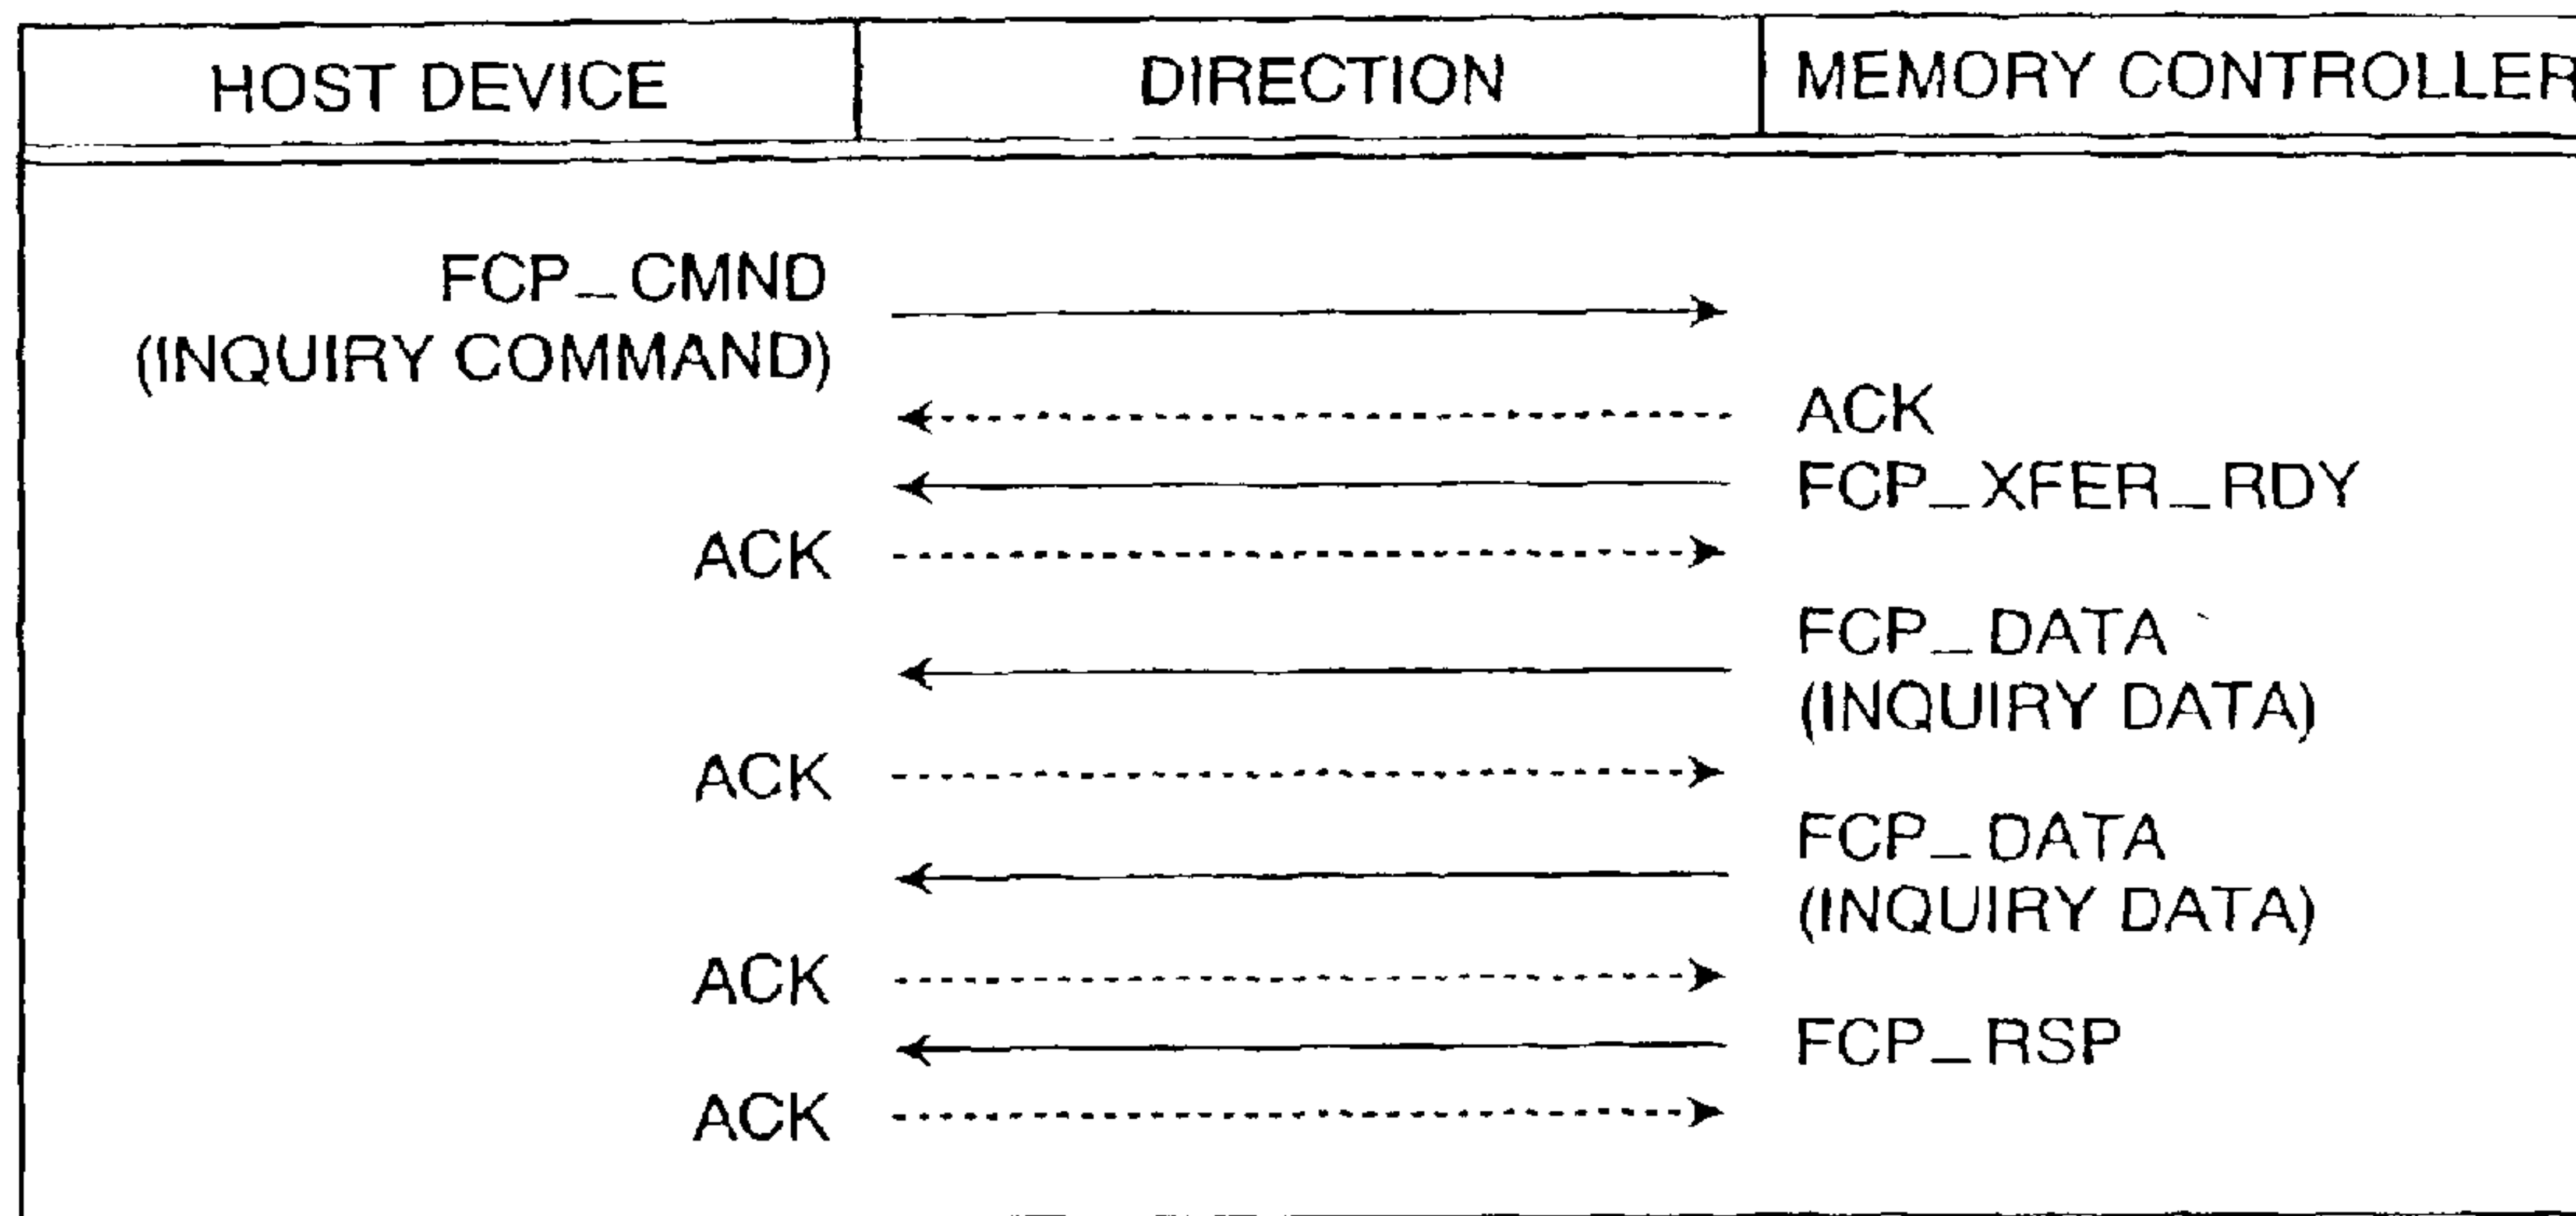 HOST DEVICE DIRECTION MEMORY CONTROLLER
FCP_CMND
(INQUIRY COMMAND)
ACK
FCP_XFER_RDY
ACK
FCP_DATA
(INQUIRY DATA)
ACK
FCP_DATA
(INQUIRY DATA)
ACK
FCP_RSP
ACK